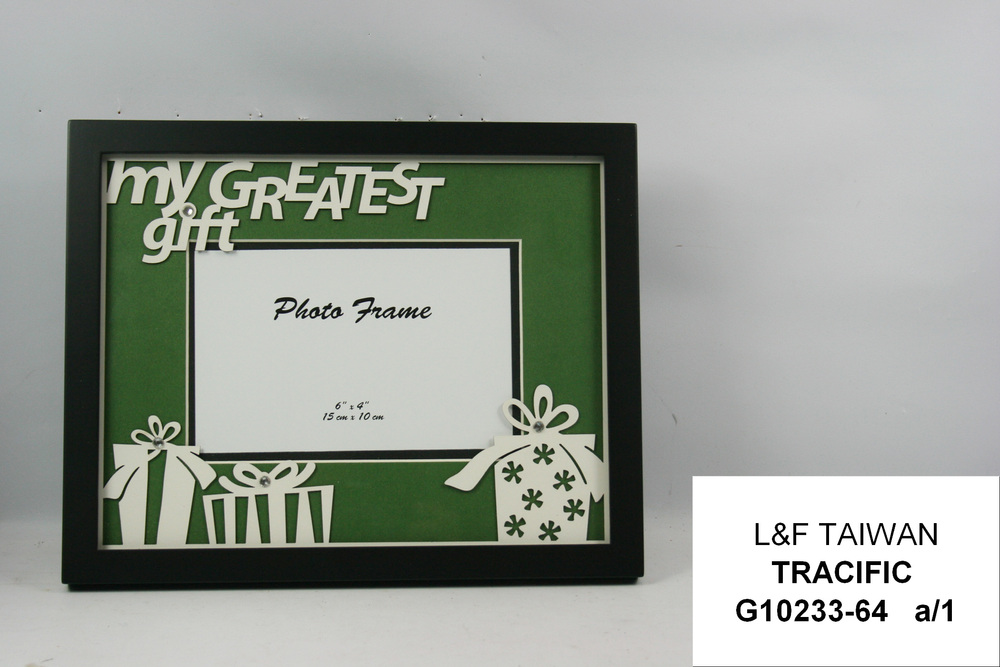 my GREATEST
gift
Photo Frame
6" x 4"
15 cm x 10 cm
L&F TAIWAN
TRACIFIC
G10233-64 a/1